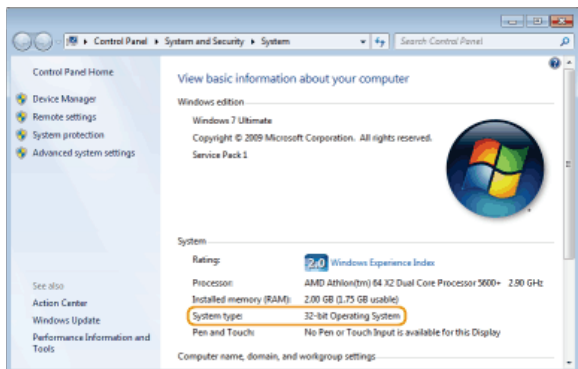 Control Panel ▸ System and Security ▸ System
Search Control Panel
Control Panel Home
Device Manager
Remote settings
System protection
Advanced system settings
See also
Action Center
Windows Update
Performance Information and
Tools
View basic information about your computer
Windows edition
Windows 7 Ultimate
Copyright © 2009 Microsoft Corporation. All rights reserved.
Service Pack 1
System
Rating: 2.0 Windows Experience Index
Processor: AMD Athlon(tm) 64 X2 Dual Core Processor 5600+ 2.90 GHz
Installed memory (RAM): 2.00 GB (1.75 GB usable)
System type: 32-bit Operating System
Pen and Touch: No Pen or Touch Input is available for this Display
Computer name, domain, and workgroup settings